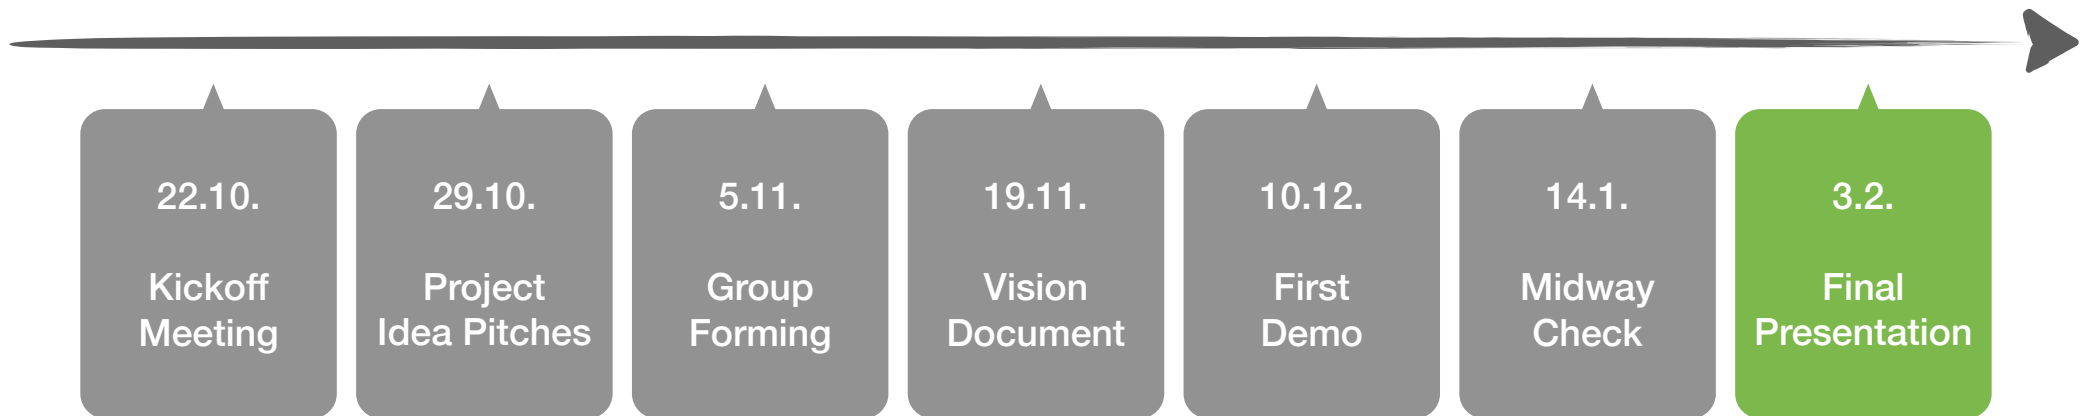 22.10.
Kickoff
Meeting
29.10.
Project
Idea Pitches
5.11.
Group
Forming
19.11.
Vision
Document
10.12.
First
Demo
14.1.
Midway
Check
3.2.
Final
Presentation